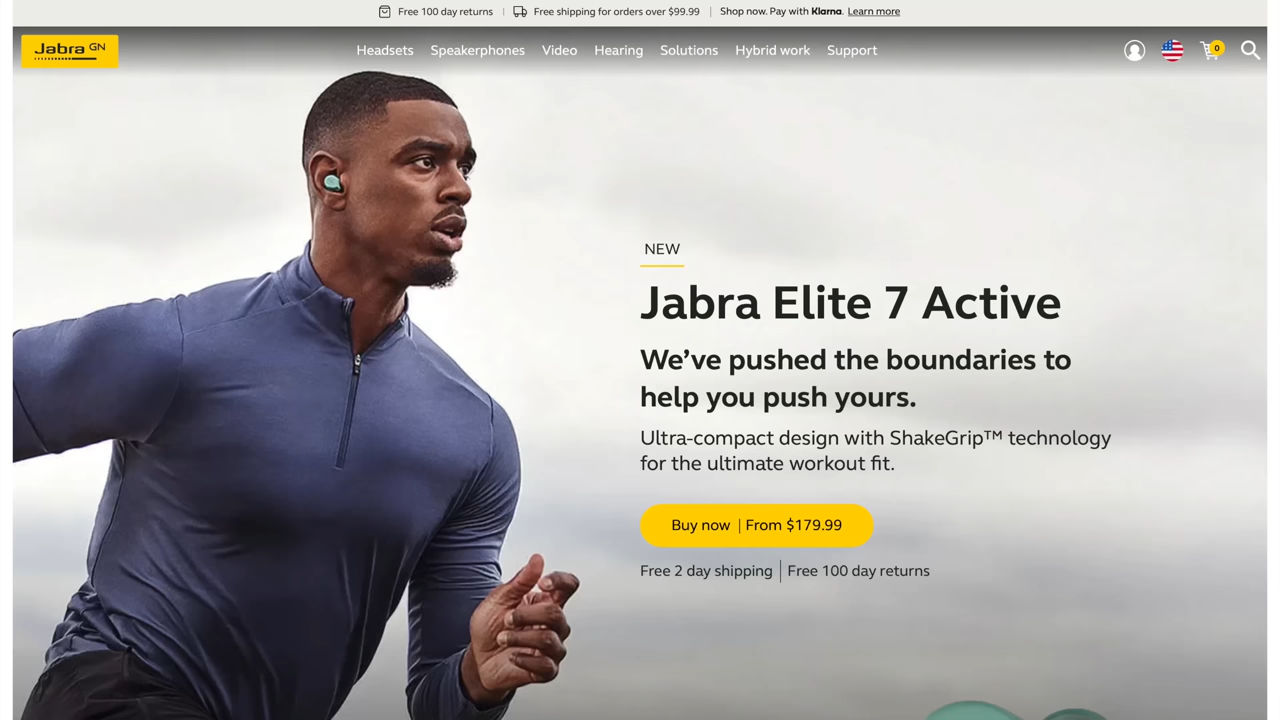 Free 100 day returns
Free shipping for orders over $99.99
Shop now. Pay with Klarna. Learn more
Jabra GN
Headsets
Speakerphones
Video
Hearing
Solutions
Hybrid work
Support
0
NEW
Jabra Elite 7 Active
We’ve pushed the boundaries to
help you push yours.
Ultra-compact design with ShakeGrip™ technology
for the ultimate workout fit.
Buy now | From $179.99
Free 2 day shipping | Free 100 day returns